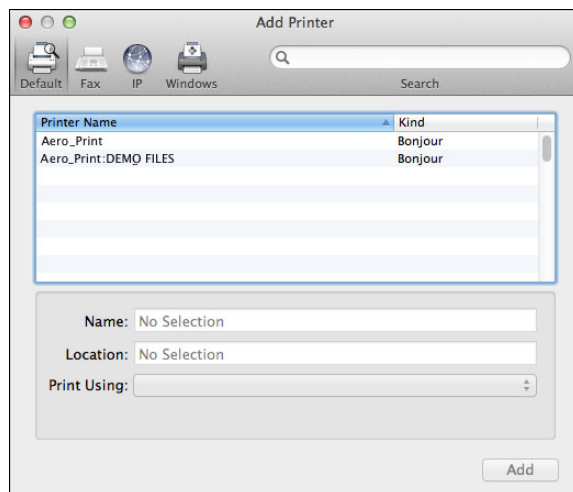 Add Printer
Default Fax IP Windows Search
Printer Name Kind
Aero_Print Bonjour
Aero_Print:DEMO FILES Bonjour
Name: No Selection
Location: No Selection
Print Using:
Add